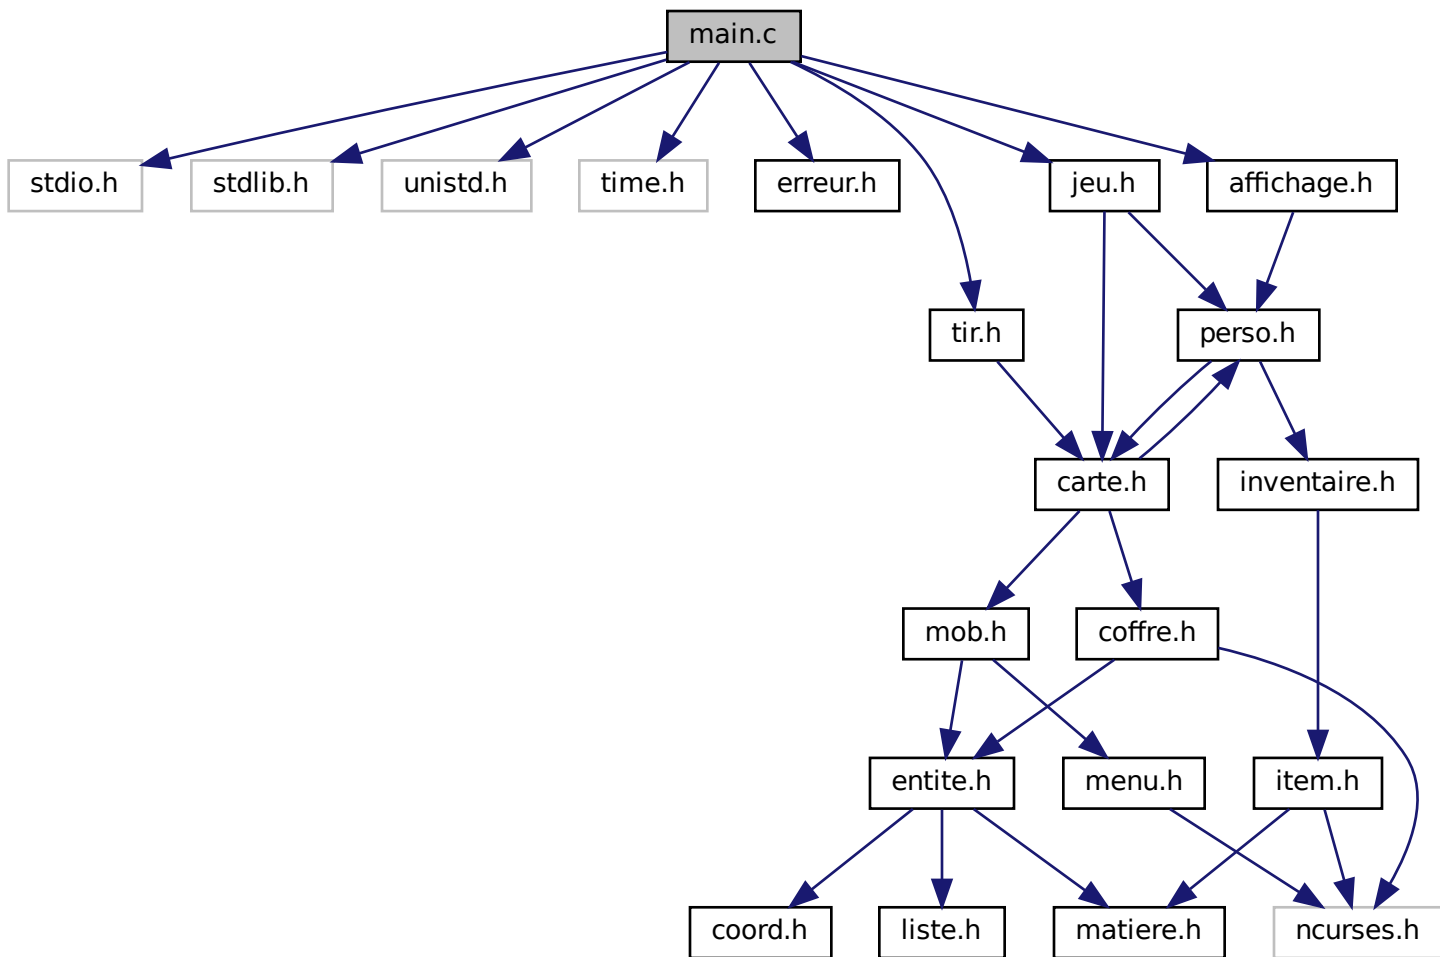 main.c
stdio.h
stdlib.h
unistd.h
time.h
erreur.h
jeu.h
affichage.h
tir.h
perso.h
carte.h
inventaire.h
mob.h
coffre.h
entite.h
menu.h
item.h
coord.h
liste.h
matiere.h
ncurses.h